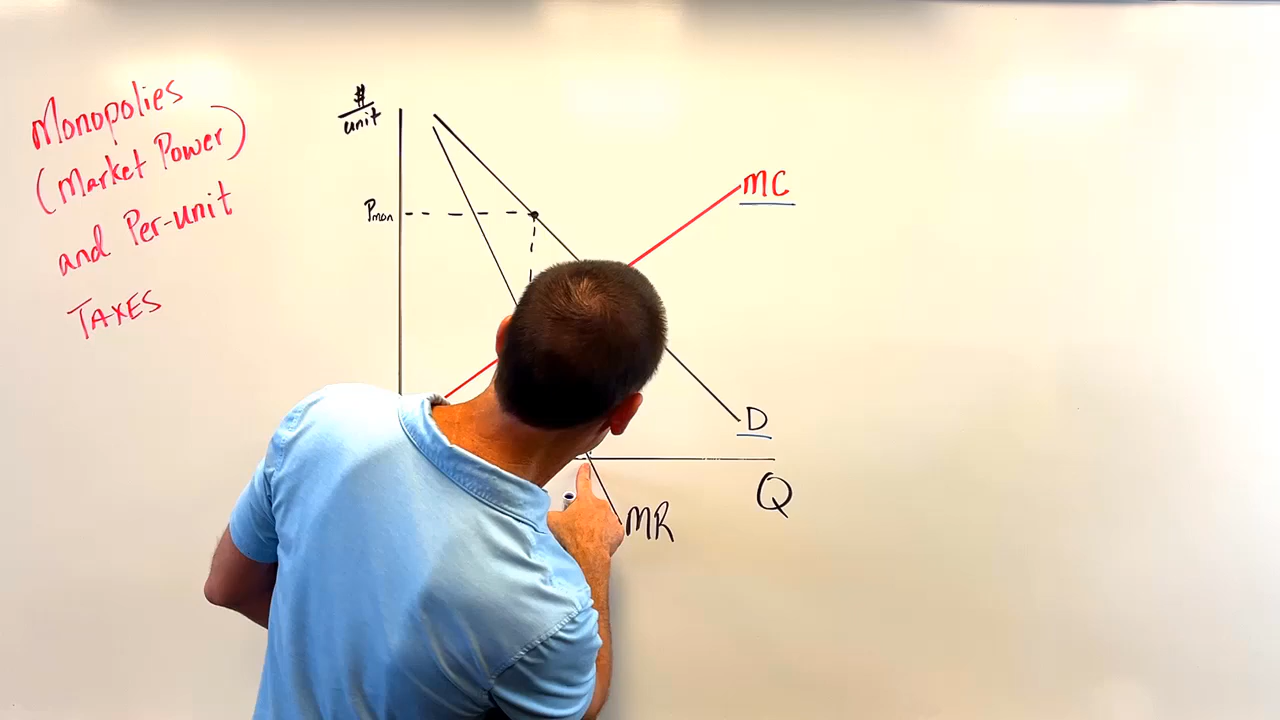 Monopolies
(Market Power)
and Per-unit
TAXES
$
unit
Pmon
MC
D
Q
MR